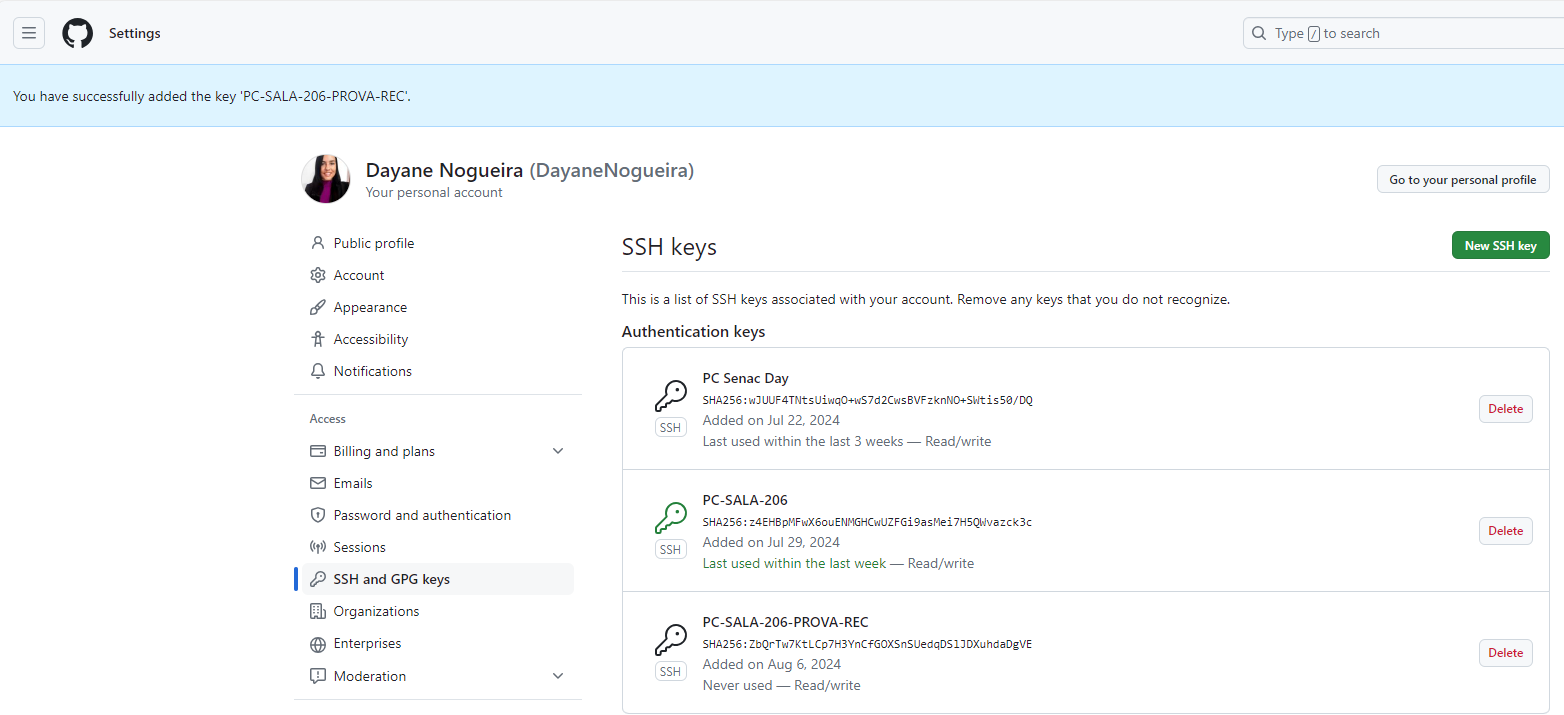 Settings
Type / to search
You have successfully added the key 'PC-SALA-206-PROVA-REC'.
Dayane Nogueira (DayaneNogueira)
Your personal account
Go to your personal profile
Public profile
Account
Appearance
Accessibility
Notifications
Access
Billing and plans
Emails
Password and authentication
Sessions
SSH and GPG keys
Organizations
Enterprises
Moderation
SSH keys
New SSH key
This is a list of SSH keys associated with your account. Remove any keys that you do not recognize.
Authentication keys
PC Senac Day
SHA256:wJUUF4TNtsUiwqO+wS7d2CwsBVFzknNO+SWtis50/DQ
Added on Jul 22, 2024
Last used within the last 3 weeks — Read/write
SSH
Delete
PC-SALA-206
SHA256:z4EHBpMFwX6ouENMGHCwUZFGi9asMei7H5QWvazck3c
Added on Jul 29, 2024
Last used within the last week — Read/write
SSH
Delete
PC-SALA-206-PROVA-REC
SHA256:ZbQrTw7KtLCp7H3YnCfGOXSnSUedqDSlJDXuhdaDgVE
Added on Aug 6, 2024
Never used — Read/write
SSH
Delete